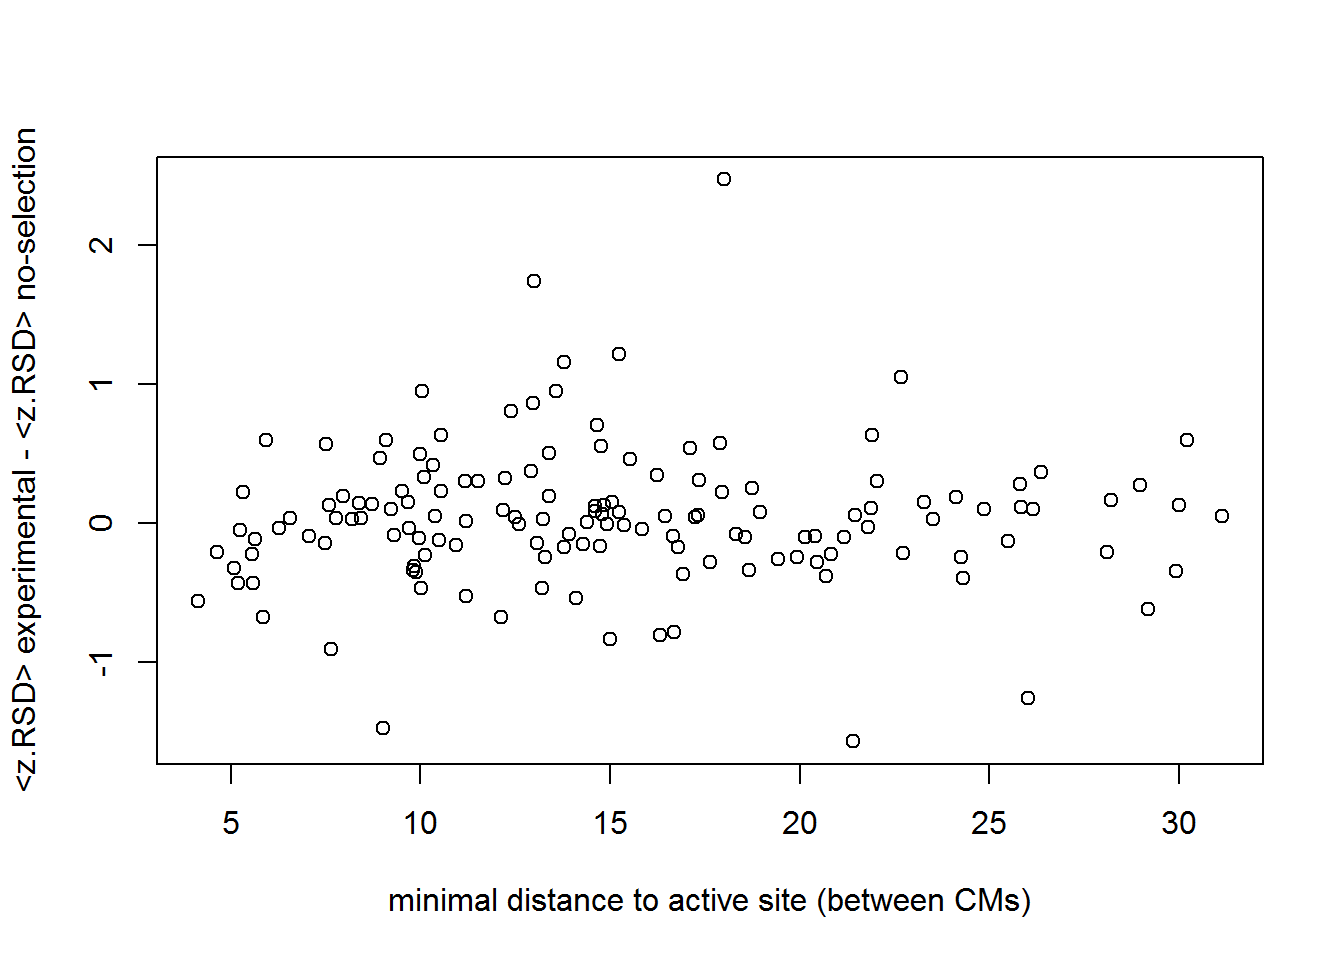 <z.RSD> experimental - <z.RSD> no-selection
2
1
0
-1
5 10 15 20 25 30
minimal distance to active site (between CMs)